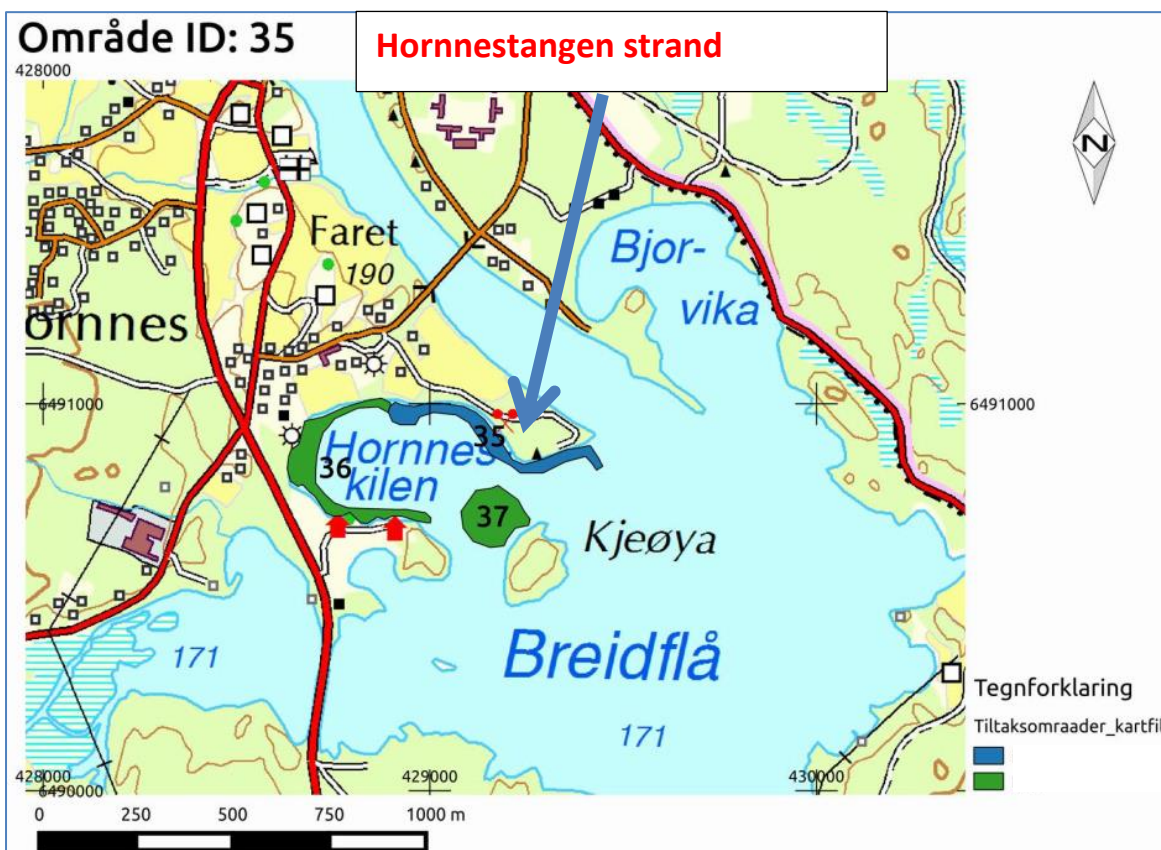 Område ID: 35
Hornnestangen strand
428000
N
Faret
190
Bjor-
vika
ornnes
6491000
6491000
35
Hornnes
kilen
36
37
Kjeøya
Breidflå
171
171
Tegnforklaring
Tiltaksomraader_kartfil
428000
429000
430000
6490000
0
250
500
750
1000 m